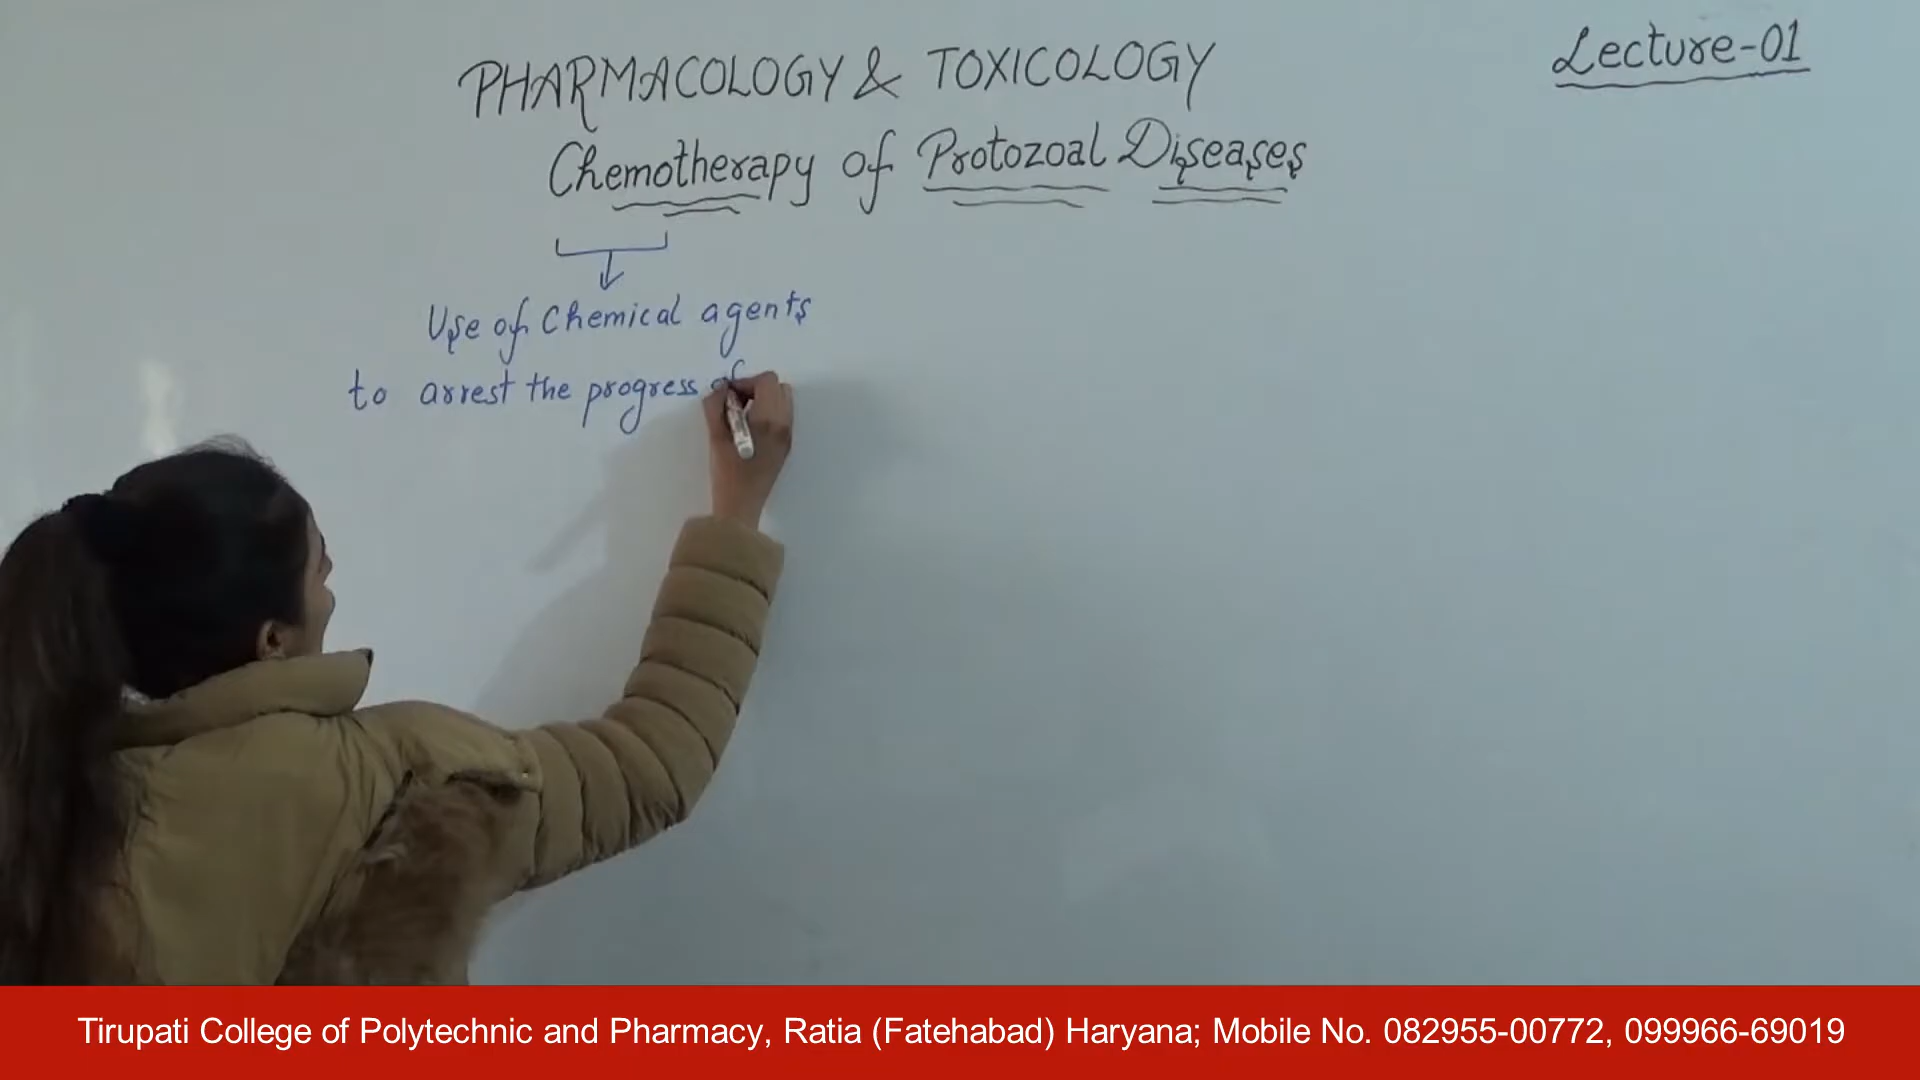 PHARMACOLOGY & TOXICOLOGY
Lecture-01
Chemotherapy of Protozoal Diseases
Use of Chemical agents
to arrest the progress of
Tirupati College of Polytechnic and Pharmacy, Ratia (Fatehabad) Haryana; Mobile No. 082955-00772, 099966-69019